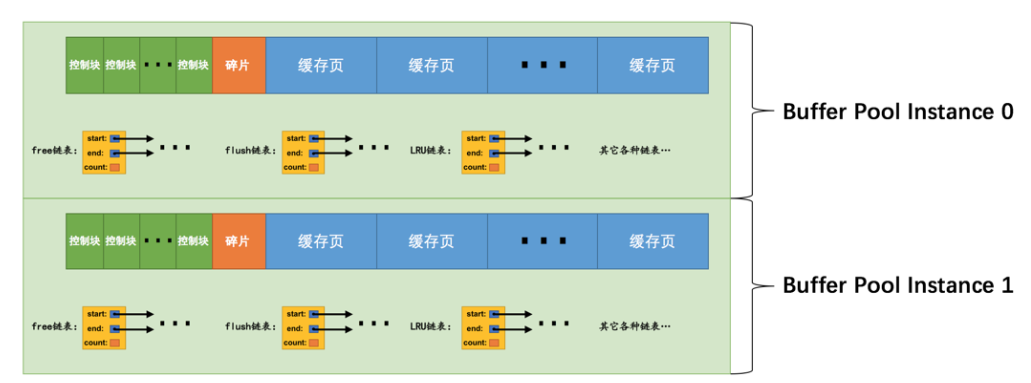 控制块 控制块 ··· 控制块 碎片 缓存页 缓存页 ··· 缓存页
Buffer Pool Instance 0
free链表: start: end: count: ··· flush链表: start: end: count: ··· LRU链表: start: end: count: ··· 其它各种链表…
控制块 控制块 ··· 控制块 碎片 缓存页 缓存页 ··· 缓存页
Buffer Pool Instance 1
free链表: start: end: count: ··· flush链表: start: end: count: ··· LRU链表: start: end: count: ··· 其它各种链表…